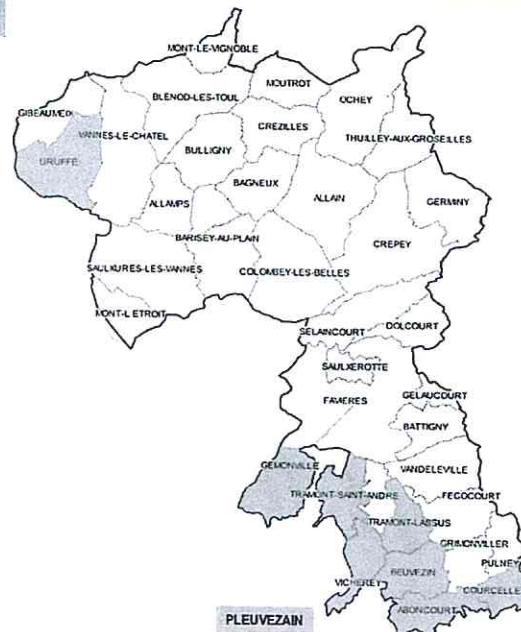 MONT-LE-VIGNOBLE
MOUTROT
BLENOD-LES-TOUL
OCHEY
GIBEAUMEIX
CREZILLES
VANNES-LE-CHATEL
THUILLEY-AUX-GROSEILLES
BULLIGNY
URUFFE
BAGNEUX
ALLAMPS
ALLAIN
GERMINY
BARISEY-AU-PLAIN
CREPEY
SAULXURES-LES-VANNES
COLOMBEY-LES-BELLES
MONT-L ETROIT
SELAINCOURT
DOLCOURT
SAULXEROTTE
GELAUCOURT
FAVIERES
BATTIGNY
GEMONVILLE
VANDELEVILLE
TRAMONT-SAINT-ANDRE
FECOCOURT
TRAMONT-LASSUS
GRIMONVILLER
PULNEY
BEUVEZIN
VICHEREY
COURCELLE
ABONCOURT
PLEUVEZAIN